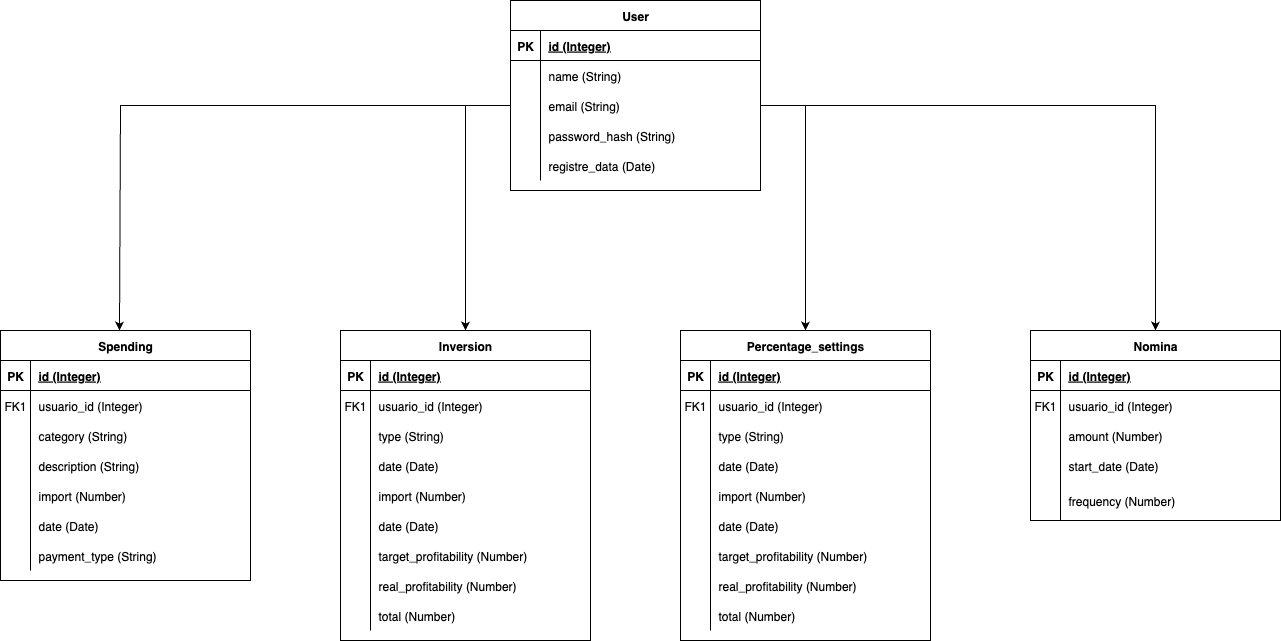 User
PK id (Integer)
name (String)
email (String)
password_hash (String)
registre_data (Date)
Spending
PK id (Integer)
FK1 usuario_id (Integer)
category (String)
description (String)
import (Number)
date (Date)
payment_type (String)
Inversion
PK id (Integer)
FK1 usuario_id (Integer)
type (String)
date (Date)
import (Number)
date (Date)
target_profitability (Number)
real_profitability (Number)
total (Number)
Percentage_settings
PK id (Integer)
FK1 usuario_id (Integer)
type (String)
date (Date)
import (Number)
date (Date)
target_profitability (Number)
real_profitability (Number)
total (Number)
Nomina
PK id (Integer)
FK1 usuario_id (Integer)
amount (Number)
start_date (Date)
frequency (Number)